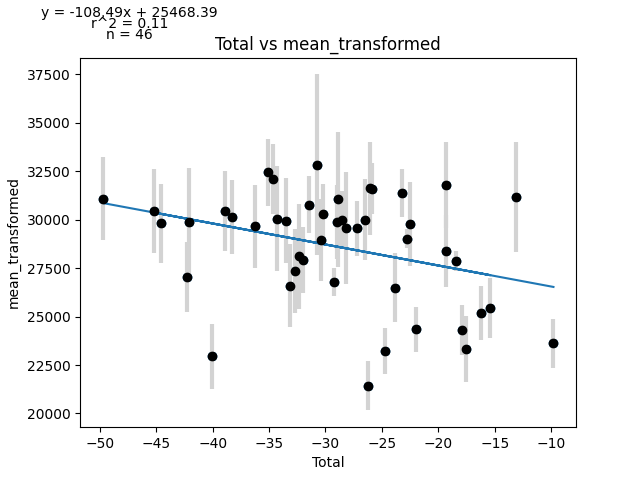 y = -108.49x + 25468.39
r^2 = 0.11
n = 46
Total vs mean_transformed
37500
35000
32500
30000
27500
25000
22500
20000
mean_transformed
−50 −45 −40 −35 −30 −25 −20 −15 −10
Total